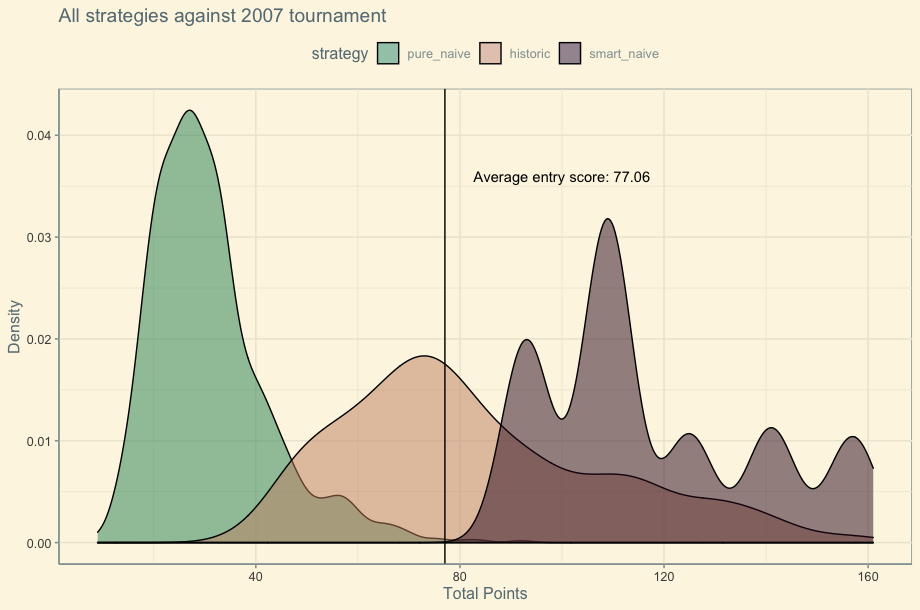 All strategies against 2007 tournament
strategy pure_naive historic smart_naive
0.04
Average entry score: 77.06
0.03
Density
0.02
0.01
0.00
40 80 120 160
Total Points